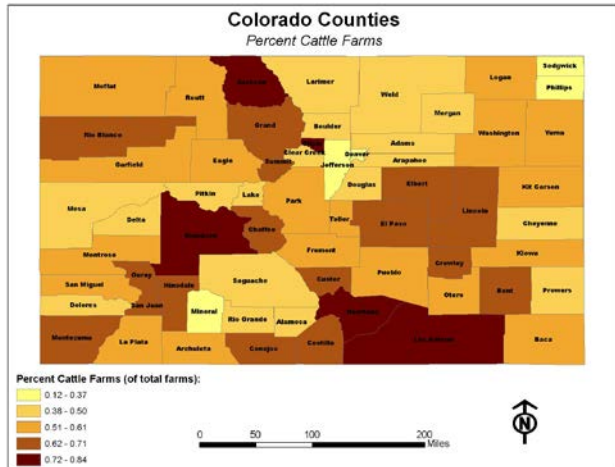 Colorado Counties
Percent Cattle Farms
Sedgwick
Moffat
Routt
Larimer
Logan
Phillips
Weld
Morgan
Rio Blanco
Grand
Boulder
Washington
Yuma
Adams
Clear Creek
Denver
Arapahoe
Jefferson
Garfield
Eagle
Summit
Douglas
Elbert
Kit Carson
Pitkin
Lake
Park
Lincoln
Mesa
Delta
Chaffee
Teller
El Paso
Cheyenne
Montrose
Fremont
Kiowa
Ouray
Crowley
San Miguel
Hinsdale
Saguache
Custer
Pueblo
Otero
Bent
Prowers
Dolores
San Juan
Mineral
Rio Grande
Alamosa
Montezuma
La Plata
Archuleta
Conejos
Costilla
Las Animas
Baca
Percent Cattle Farms (of total farms):
0.12 - 0.37
0.38 - 0.50
0.51 - 0.61
0.62 - 0.71
0.72 - 0.84
0 50 100 200
Miles
N